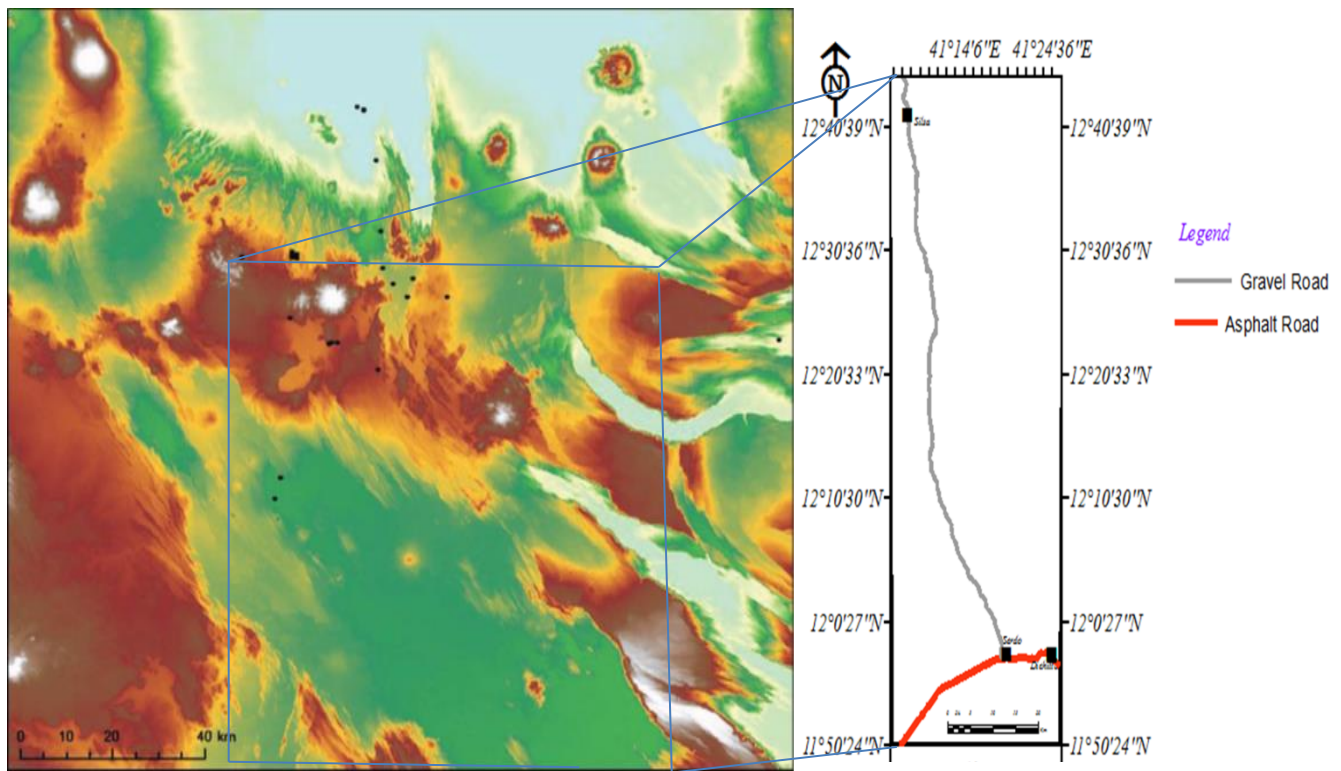 41°14'6"E 41°24'36"E
N
12°40'39"N
12°40'39"N
Silsa
12°30'36"N
12°30'36"N
Legend
Gravel Road
Asphalt Road
12°20'33"N
12°20'33"N
12°10'30"N
12°10'30"N
12°0'27"N
12°0'27"N
Serdo
11°50'24"N
11°50'24"N
0 10 20 40 km